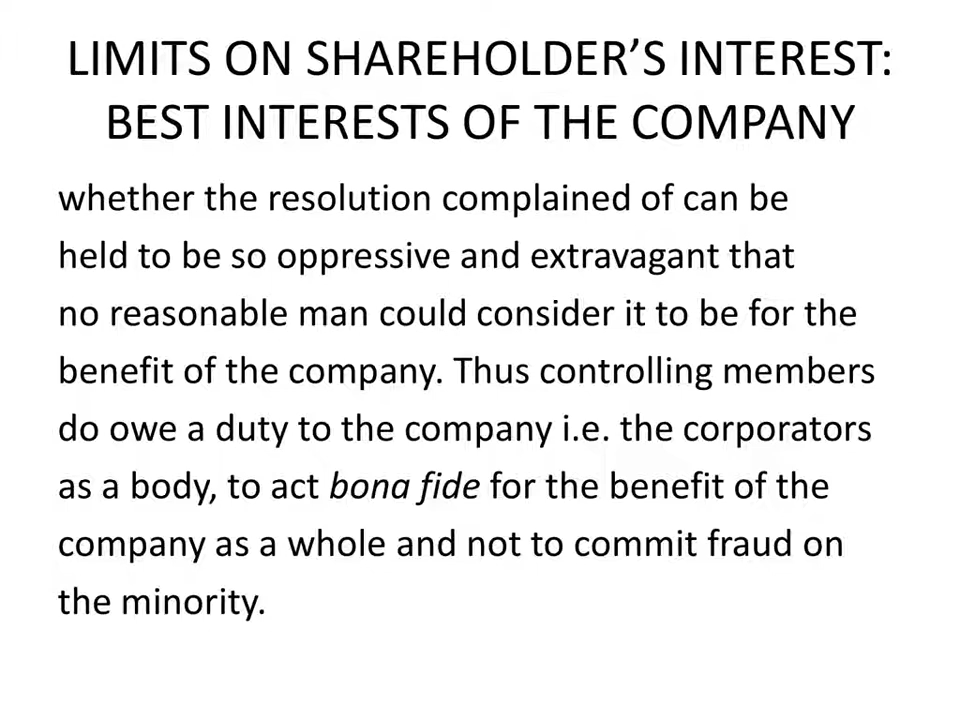 LIMITS ON SHAREHOLDER’S INTEREST:
BEST INTERESTS OF THE COMPANY
whether the resolution complained of can be
held to be so oppressive and extravagant that
no reasonable man could consider it to be for the
benefit of the company. Thus controlling members
do owe a duty to the company i.e. the corporators
as a body, to act bona fide for the benefit of the
company as a whole and not to commit fraud on
the minority.